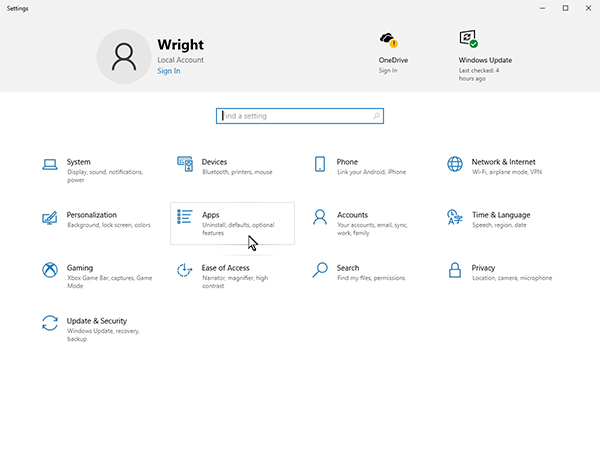 Settings
Wright
Local Account
Sign In
OneDrive
Sign In
Windows Update
Last checked: 4
hours ago
Find a setting
System
Display, sound, notifications,
power
Devices
Bluetooth, printers, mouse
Phone
Link your Android, iPhone
Network & Internet
Wi-Fi, airplane mode, VPN
Personalization
Background, lock screen, colors
Apps
Uninstall, defaults, optional
features
Accounts
Your accounts, email, sync,
work, family
Time & Language
Speech, region, date
Gaming
Xbox Game Bar, captures, Game
Mode
Ease of Access
Narrator, magnifier, high
contrast
Search
Find my files, permissions
Privacy
Location, camera, microphone
Update & Security
Windows Update, recovery,
backup